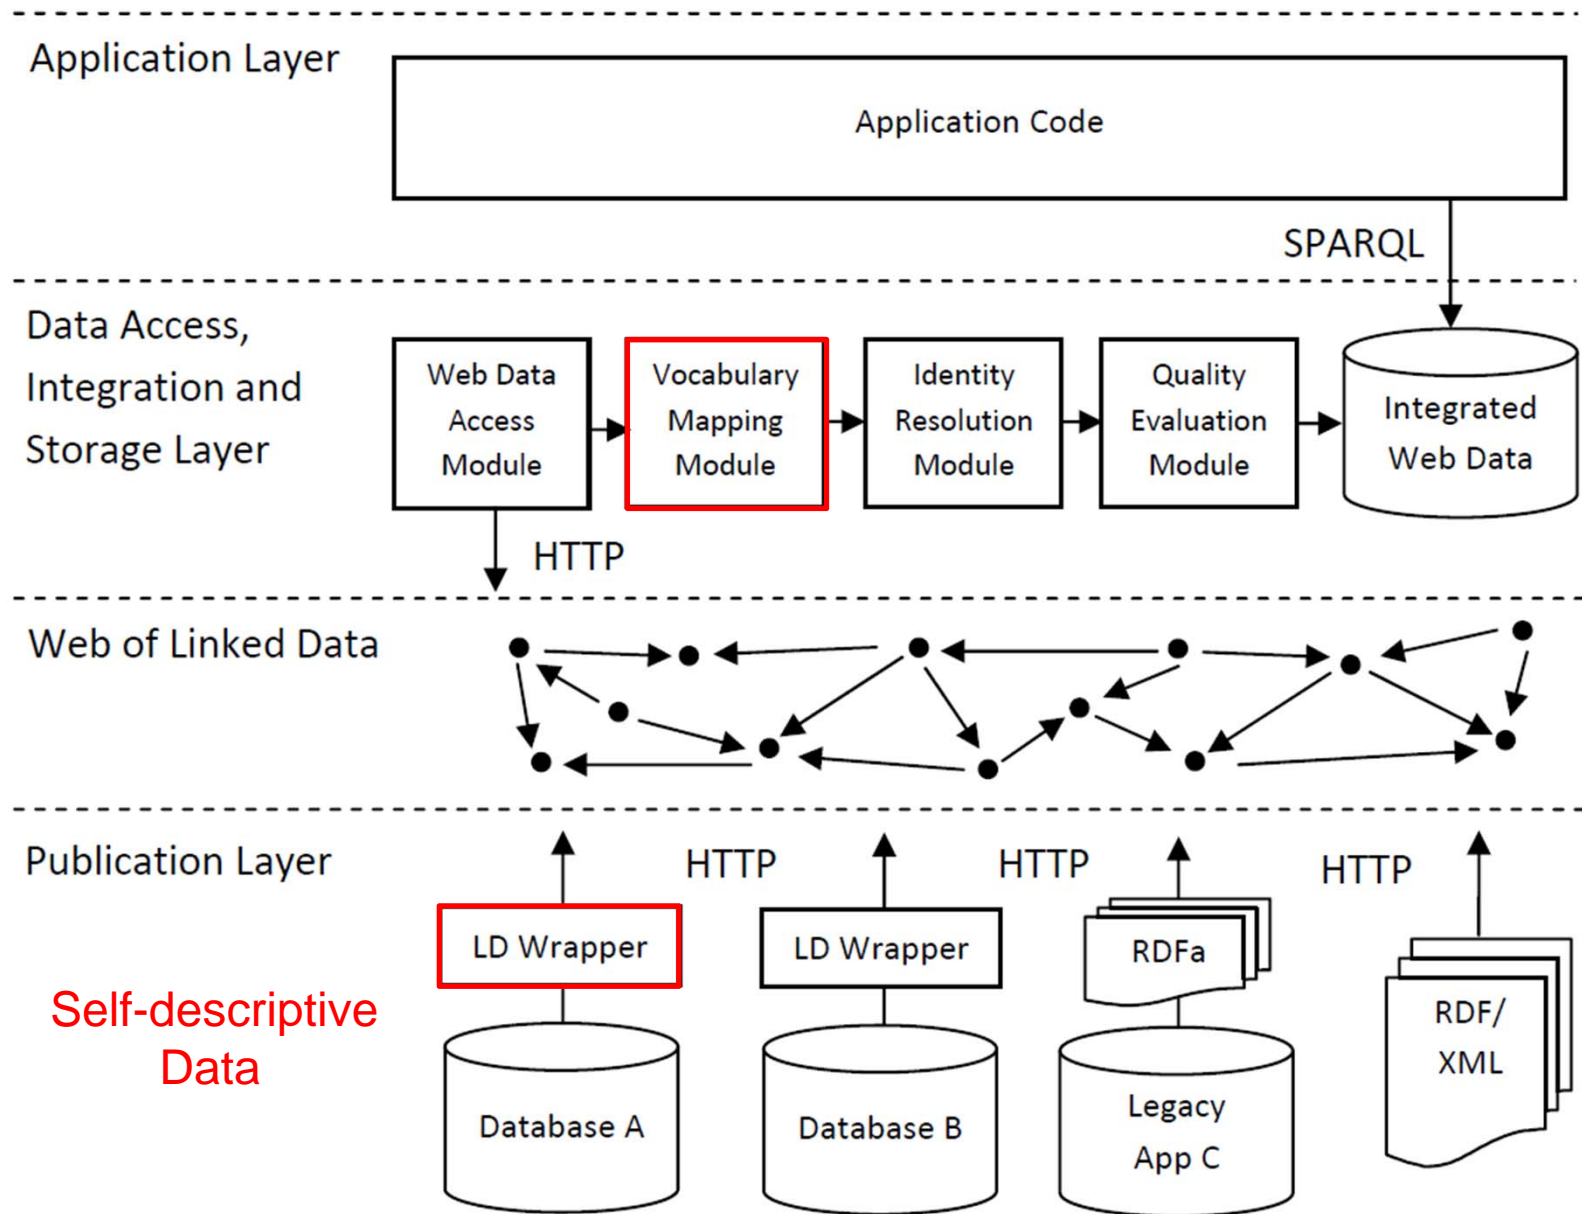 Application Layer
Application Code
SPARQL
Data Access,
Integration and
Storage Layer
Web Data
Access
Module
Vocabulary
Mapping
Module
Identity
Resolution
Module
Quality
Evaluation
Module
Integrated
Web Data
HTTP
Web of Linked Data
Publication Layer
HTTP
HTTP
HTTP
LD Wrapper
LD Wrapper
RDFa
RDF/
XML
Self-descriptive
Data
Database A
Database B
Legacy
App C